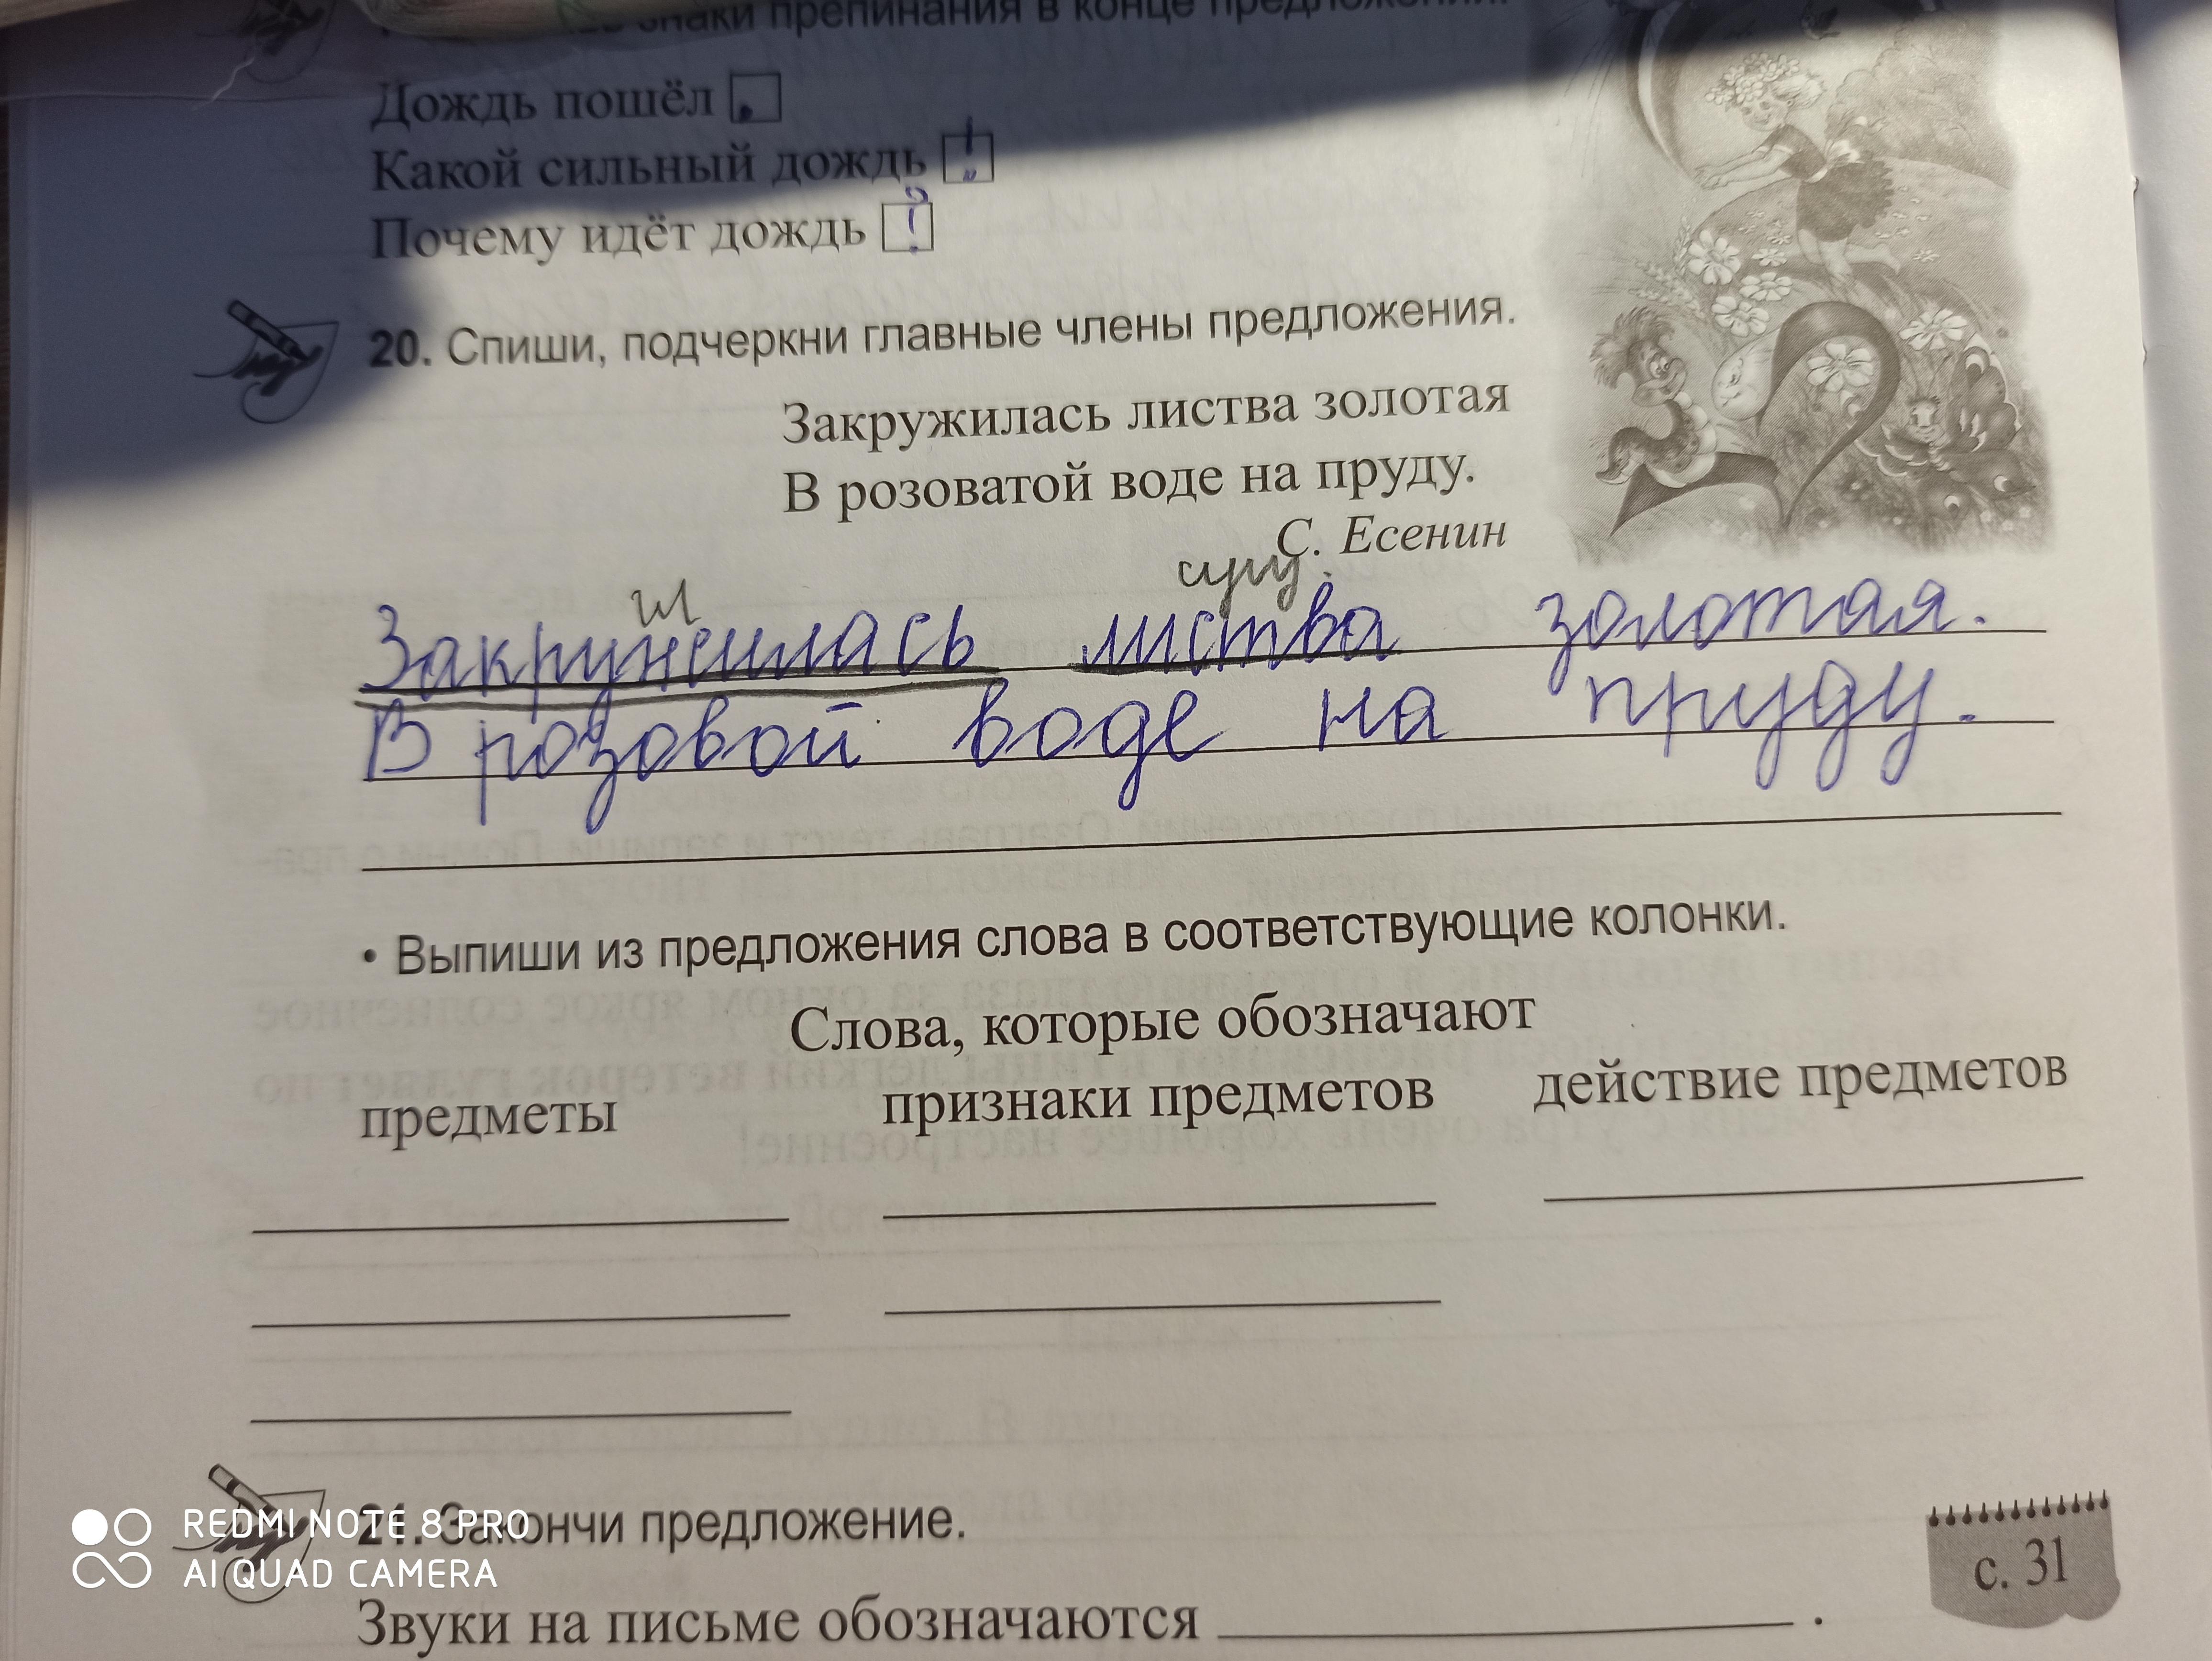 знаки препинания в конце предложений.
Дождь пошёл .
Какой сильный дождь !
Почему идёт дождь ?
20. Спиши, подчеркни главные члены предложения.
Закружилась листва золотая
В розоватой воде на пруду.
С. Есенин
сущ.
Закружилась листва золотая.
В розовой воде на пруду.
• Выпиши из предложения слова в соответствующие колонки.
Слова, которые обозначают
предметы признаки предметов действие предметов
21. Закончи предложение.
Звуки на письме обозначаются .
с. 31
REDMI NOTE 8 PRO
AI QUAD CAMERA